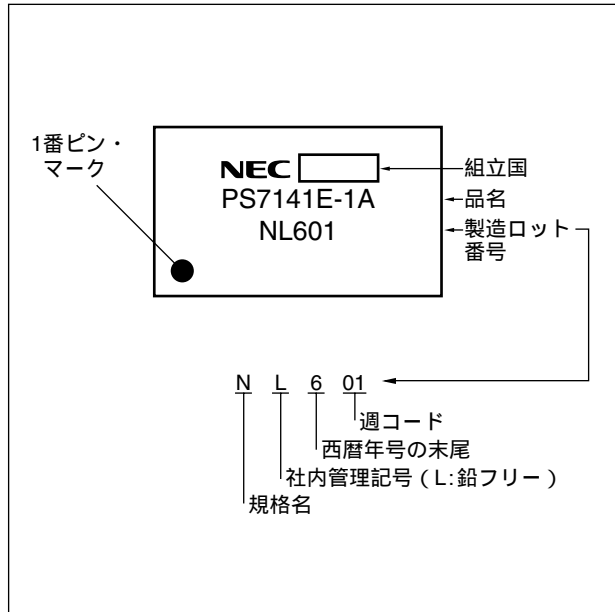 1番ピン・
マーク
NEC
組立国
PS7141E-1A
品名
NL601
製造ロット
番号
N L 6 01
週コード
西暦年号の末尾
社内管理記号（L:鉛フリー）
規格名